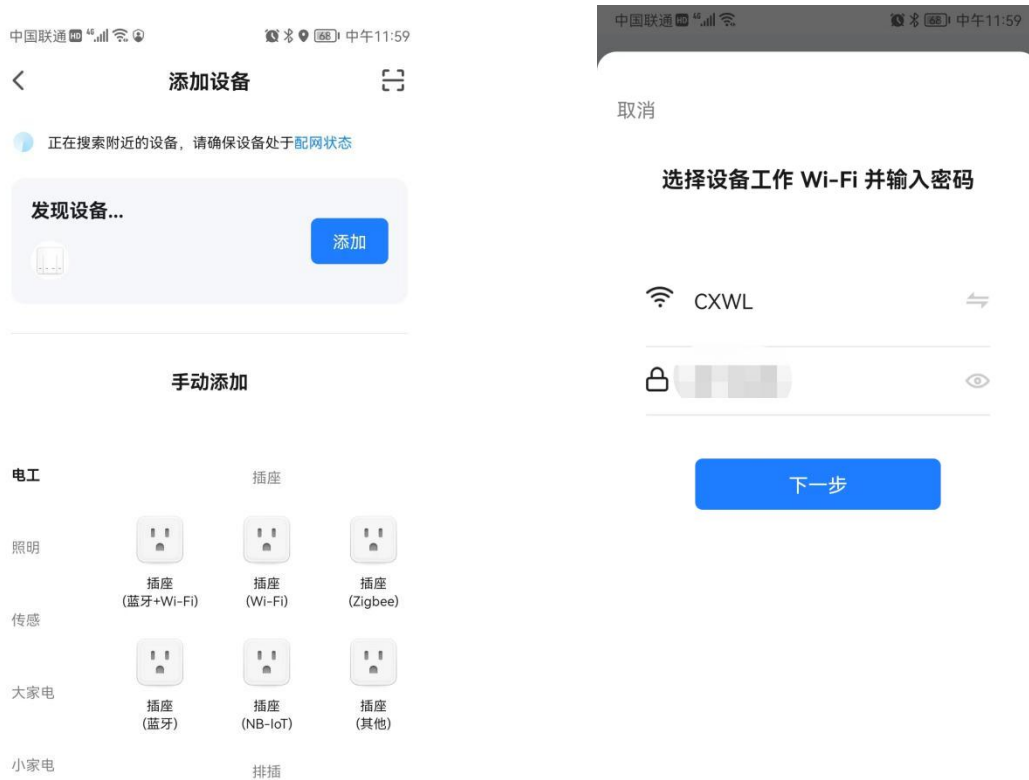 中国联通 HD 46 68 中午11:59
添加设备
正在搜索附近的设备，请确保设备处于配网状态
发现设备...
添加
手动添加
电工
插座
照明
插座
(蓝牙+Wi-Fi)
插座
(Wi-Fi)
插座
(Zigbee)
传感
大家电
插座
(蓝牙)
插座
(NB-IoT)
插座
(其他)
小家电
排插
中国联通 HD 46 68 中午11:59
取消
选择设备工作 Wi-Fi 并输入密码
CXWL
下一步